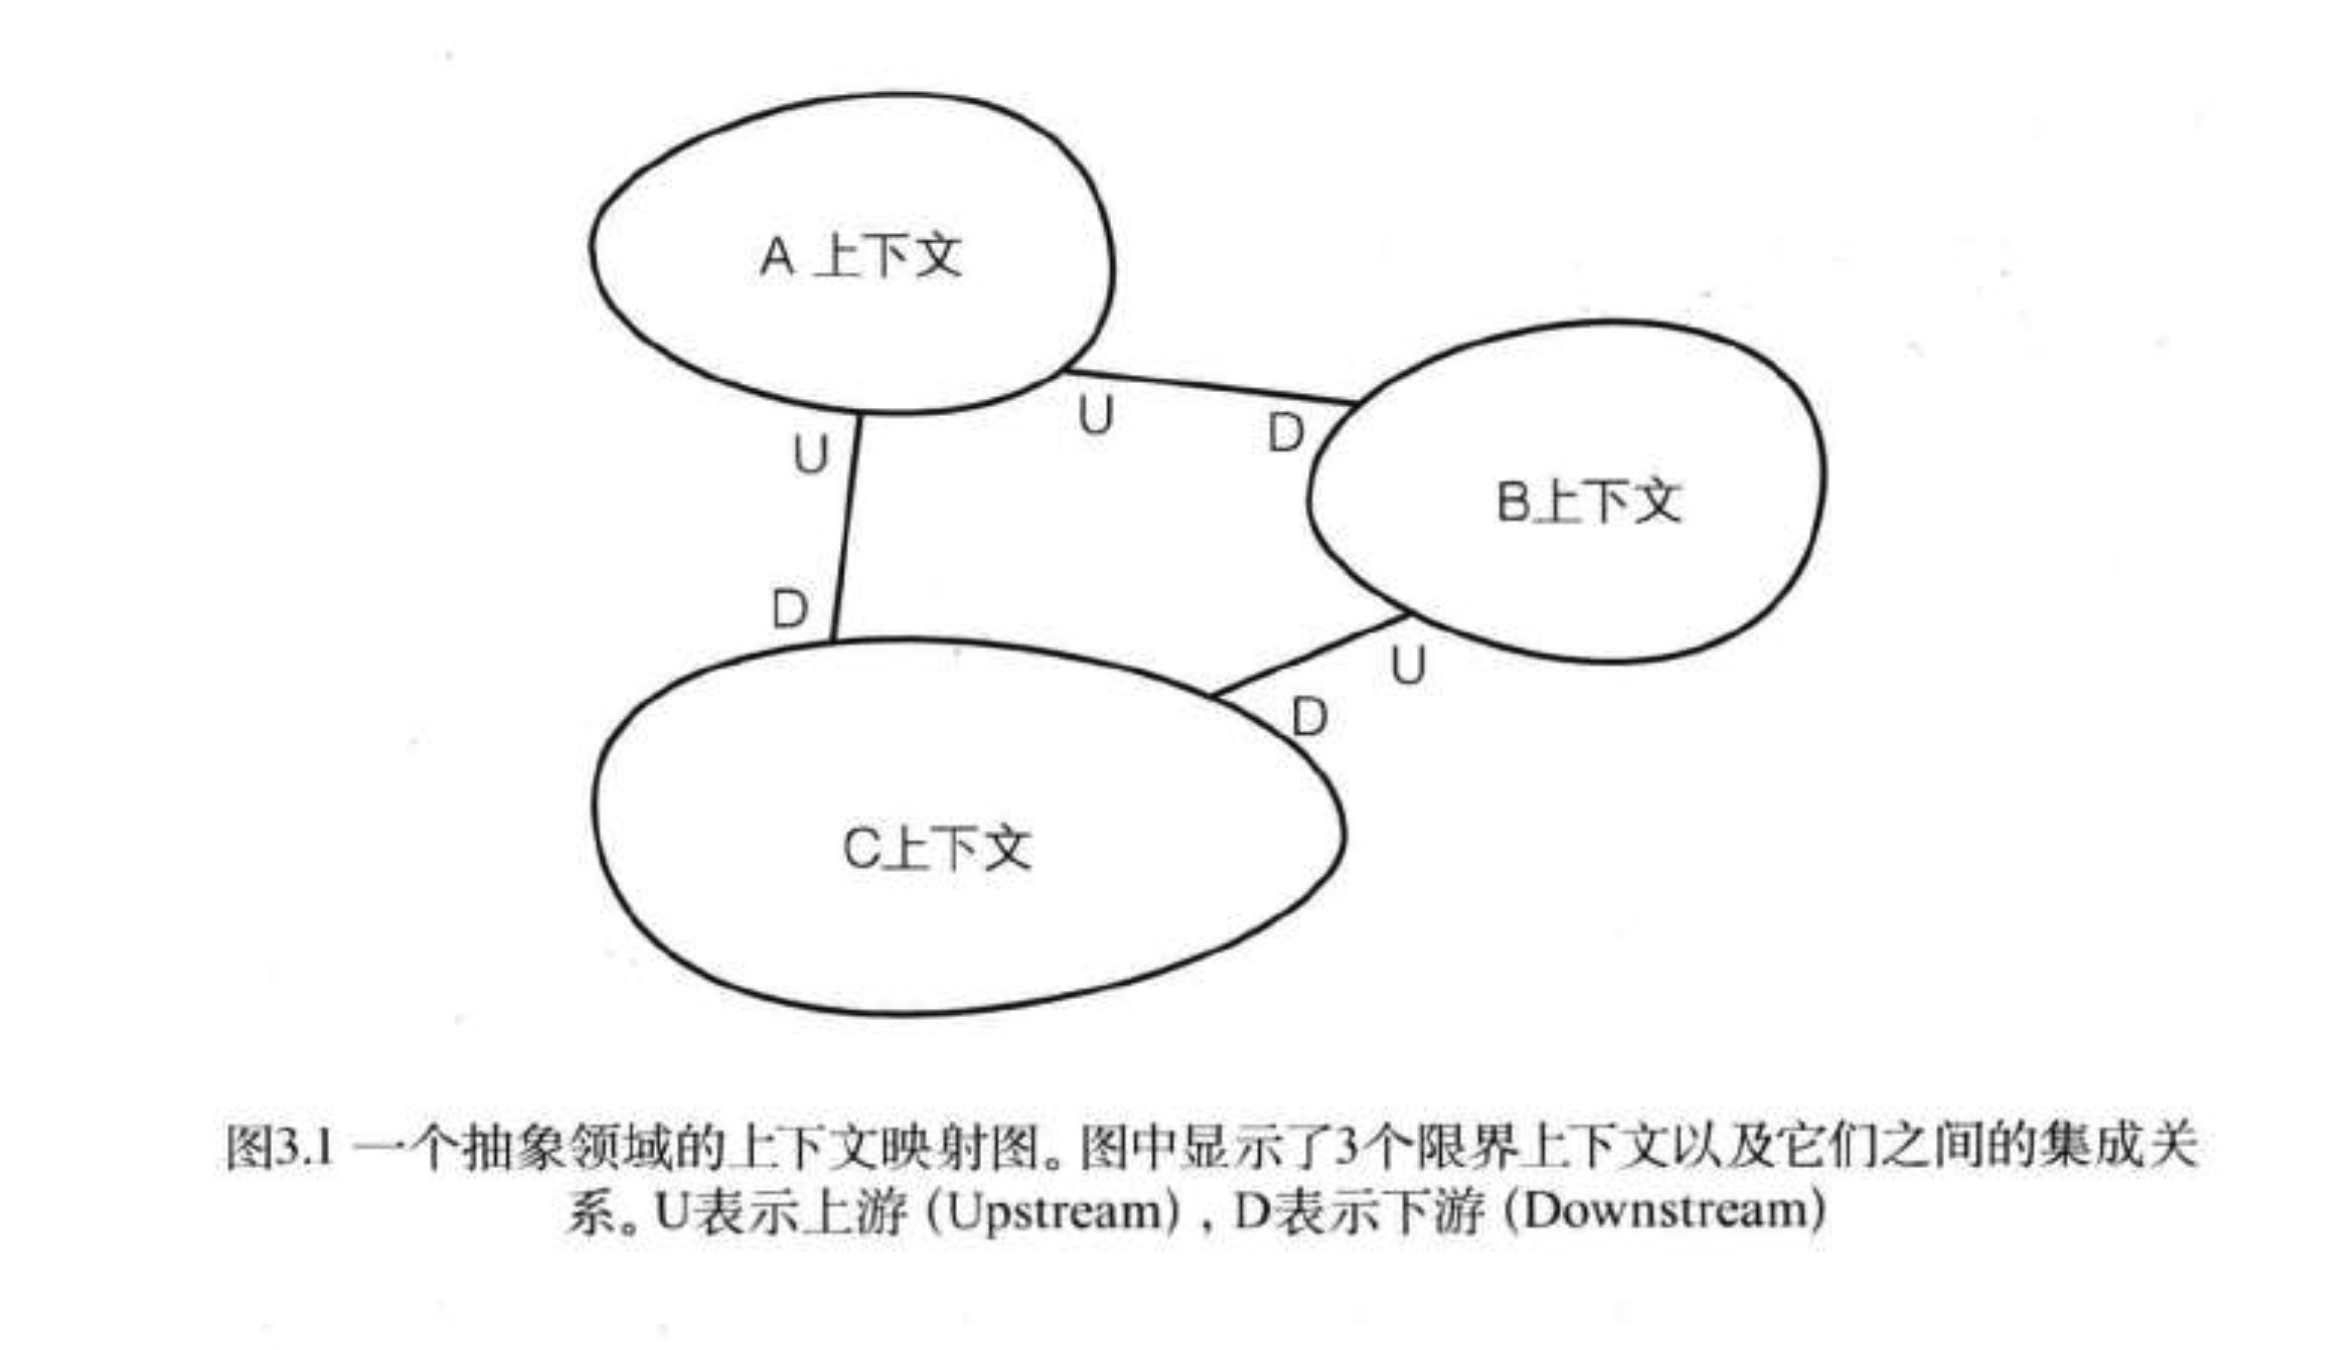 A 上下文
U
D
U
B上下文
D
U
D
C上下文
图3.1 一个抽象领域的上下文映射图。图中显示了3个限界上下文以及它们之间的集成关
系。U表示上游 (Upstream) , D表示下游 (Downstream)